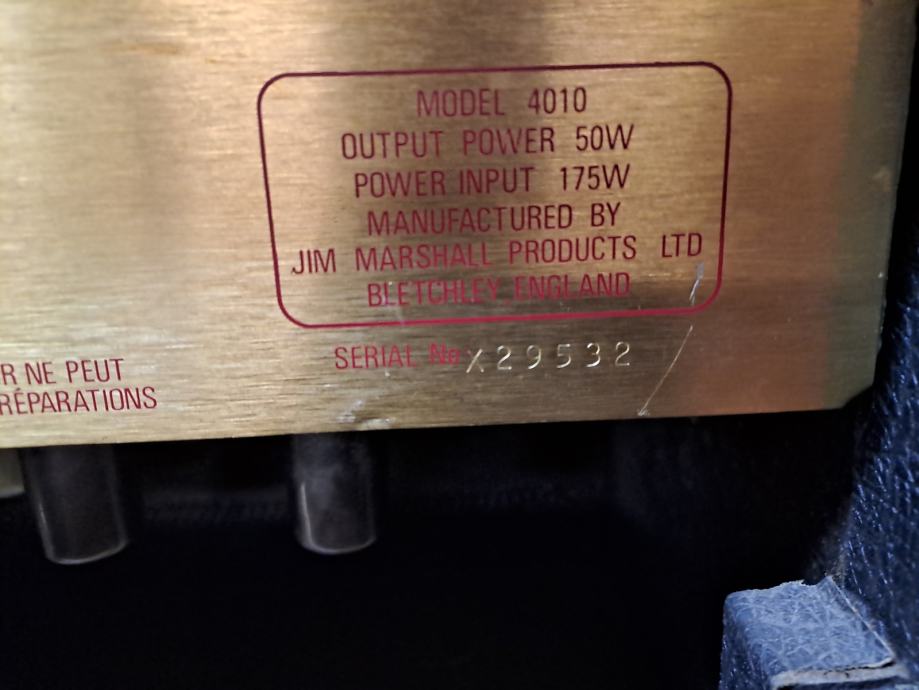 MODEL 4010
OUTPUT POWER 50W
POWER INPUT 175W
MANUFACTURED BY
JIM MARSHALL PRODUCTS LTD
BLETCHLEY, ENGLAND
SERIAL No X29532
R NE PEUT
RÉPARATIONS